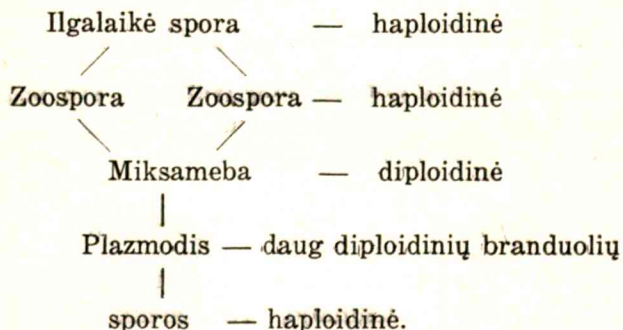 Ilgalaikė spora — haploidinė
Zoospora Zoospora — haploidinė
Miksameba — diploidinė
Plazmodis — daug diploidinių branduolių
sporos — haploidinė.